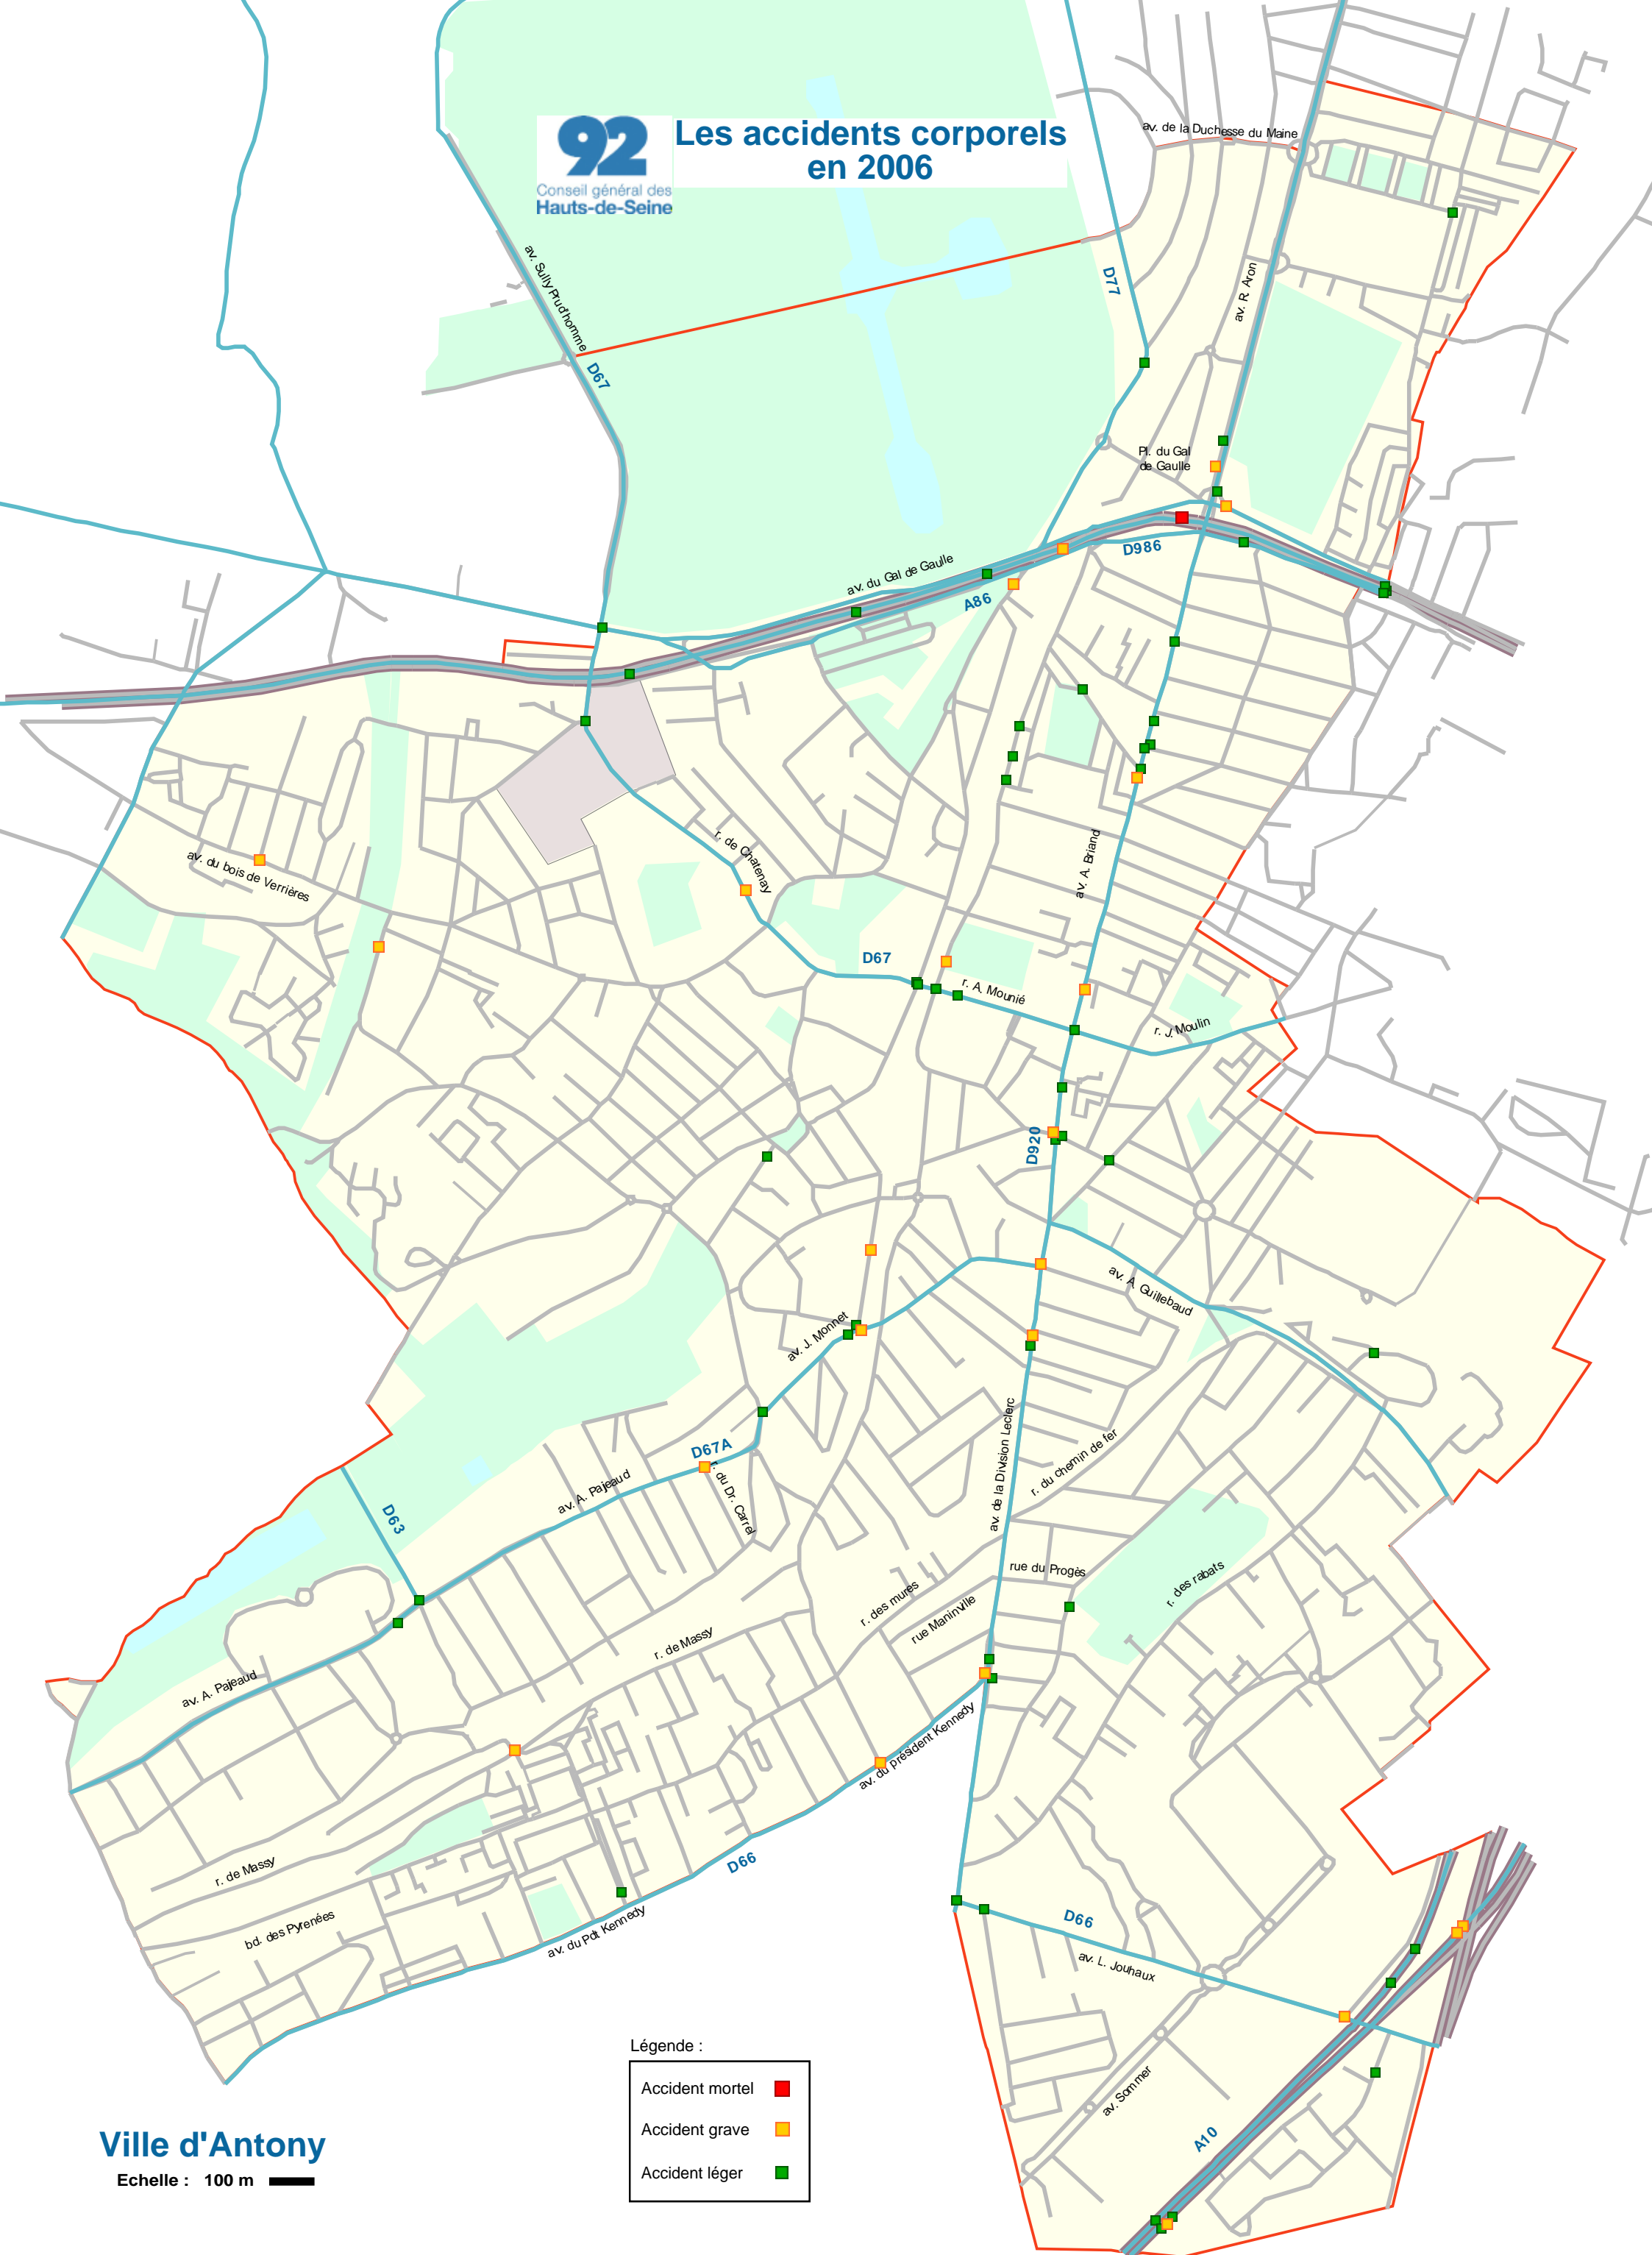 92
Conseil général des
Hauts-de-Seine
Les accidents corporels
en 2006
av. de la Duchesse du Maine
D77
av. R. Aron
av. Sully Prud'homme
D67
Pl. du Gal
de Gaulle
D986
av. du Gal de Gaulle
A86
r. de Chatenay
av. A. Briand
av. du bois de Verrières
D67
r. A. Mounié
r. J. Moulin
D920
av. A Guillebaud
av. J. Monnet
D67A
r. du Dr. Carrel
av. A. Pajeaud
av. de la Division Leclerc
r. du chemin de fer
D63
rue du Progès
r. des rabats
r. des mures
rue Maninville
r. de Massy
av. A. Pajeaud
av. du président Kennedy
D66
r. de Massy
bd. des Pyrenées
av. du Pdt Kennedy
D66
av. L. Jouhaux
av. Sommer
A10
Légende :
Accident mortel
Accident grave
Accident léger
Ville d'Antony
Echelle : 100 m